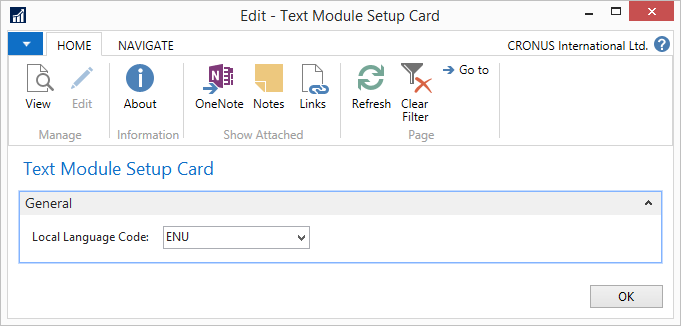 Edit - Text Module Setup Card
HOME NAVIGATE CRONUS International Ltd. ?
View Edit About OneNote Notes Links Refresh Clear Filter Go to
Manage Information Show Attached Page
Text Module Setup Card
General
Local Language Code: ENU
OK